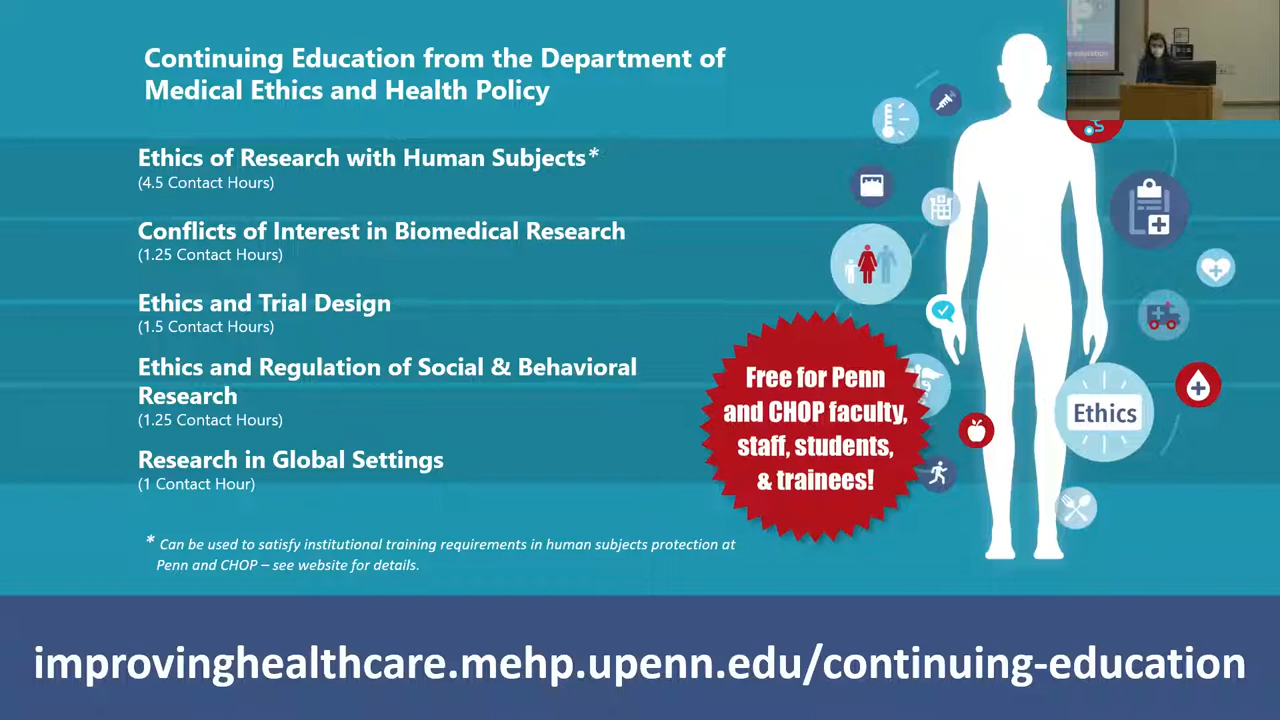 Continuing Education from the Department of
Medical Ethics and Health Policy
Ethics of Research with Human Subjects*
(4.5 Contact Hours)
Conflicts of Interest in Biomedical Research
(1.25 Contact Hours)
Ethics and Trial Design
(1.5 Contact Hours)
Ethics and Regulation of Social & Behavioral
Research
(1.25 Contact Hours)
Research in Global Settings
(1 Contact Hour)
* Can be used to satisfy institutional training requirements in human subjects protection at
Penn and CHOP – see website for details.
Free for Penn
and CHOP faculty,
staff, students,
& trainees!
Ethics
improvinghealthcare.mehp.upenn.edu/continuing-education